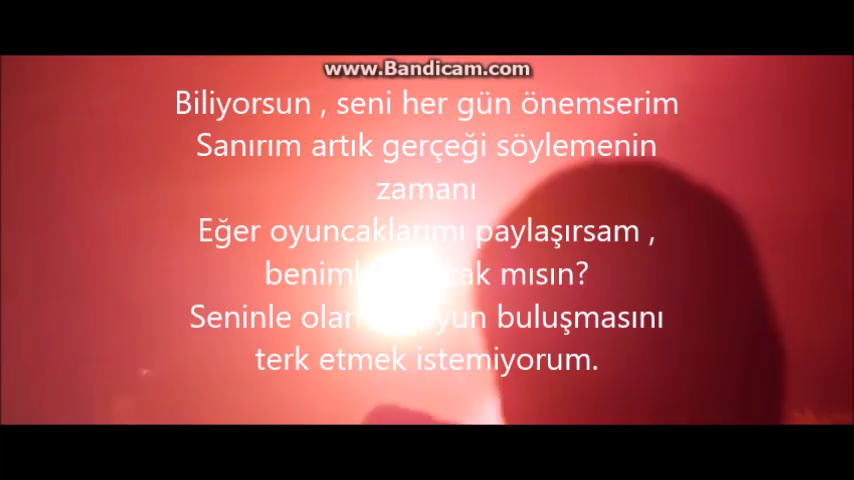 www.Bandicam.com
Biliyorsun , seni her gün önemserim
Sanırım artık gerçeği söylemenin
zamanı
Eğer oyuncaklarımı paylaşırsam ,
mısın?
Seninle buluşmasını
terk etmek istemiyorum.